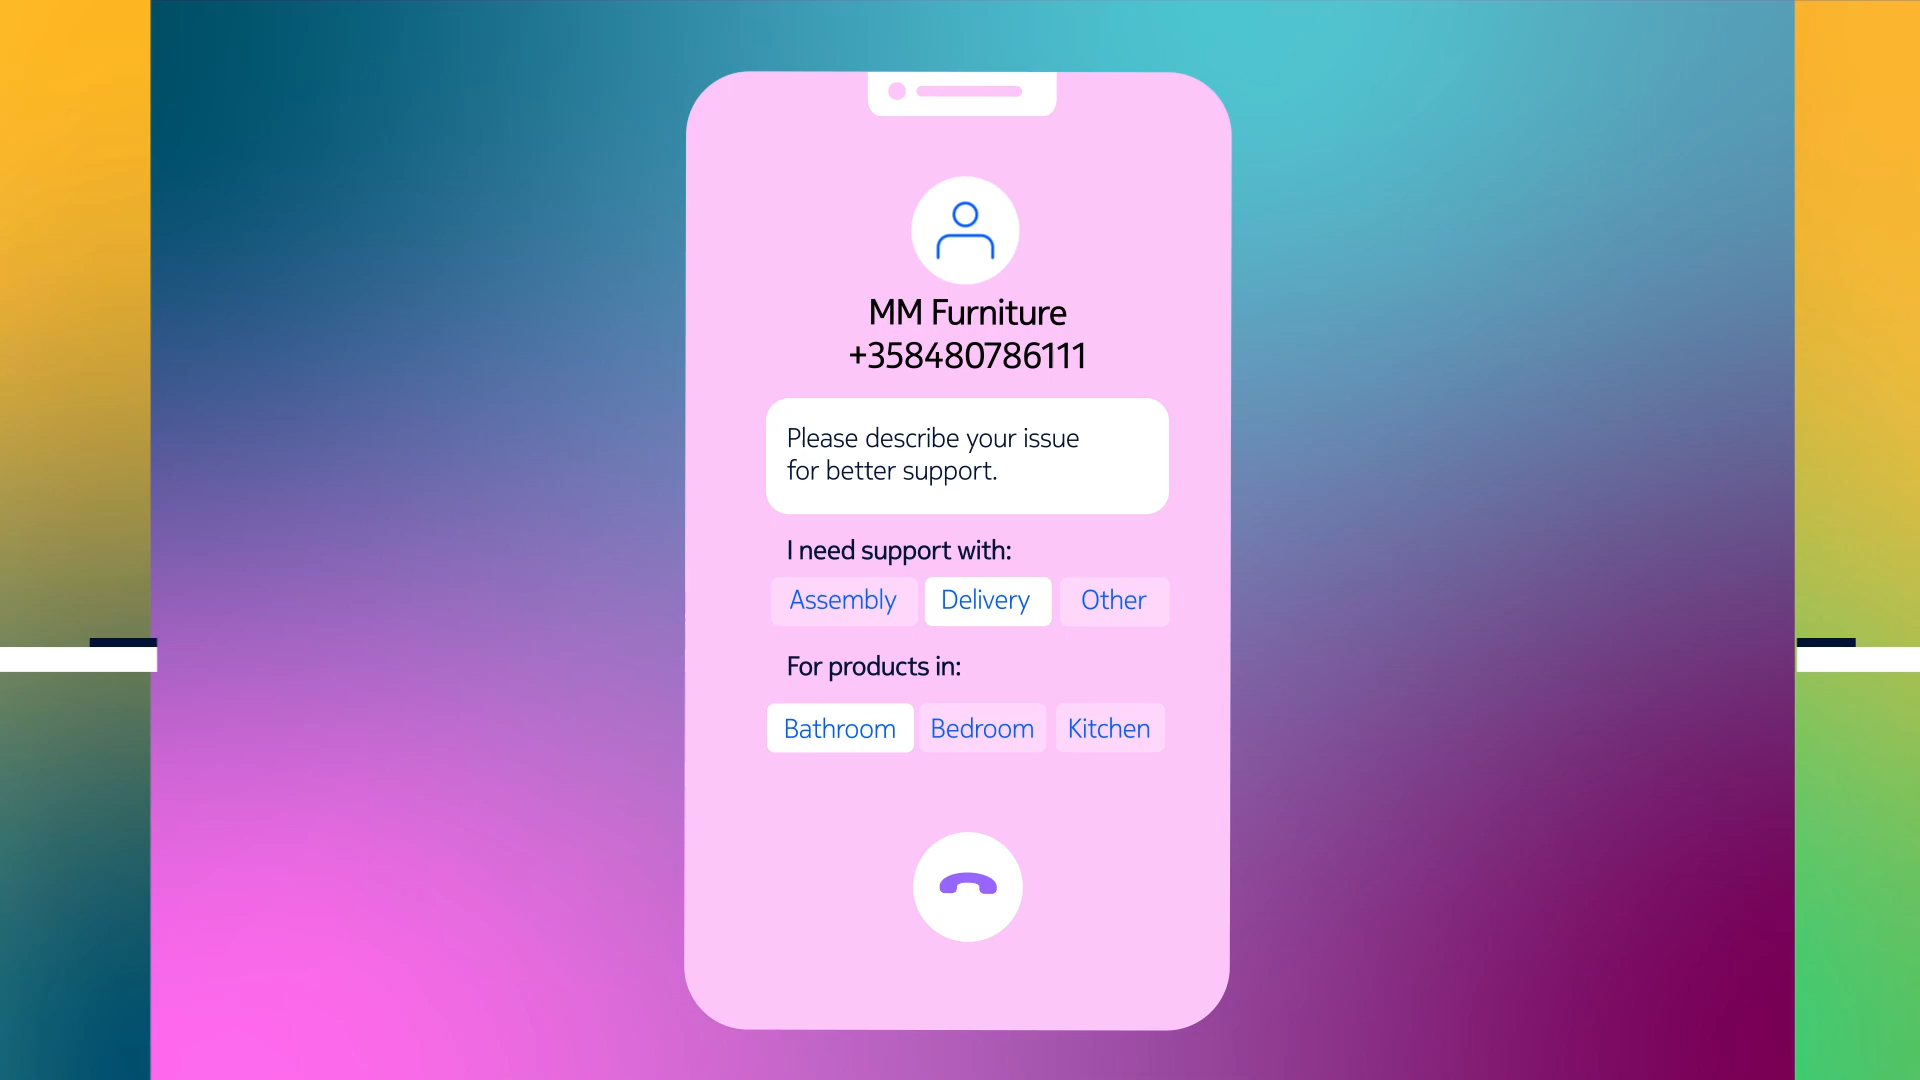 MM Furniture
+358480786111
Please describe your issue
for better support.
I need support with:
Assembly Delivery Other
For products in:
Bathroom Bedroom Kitchen